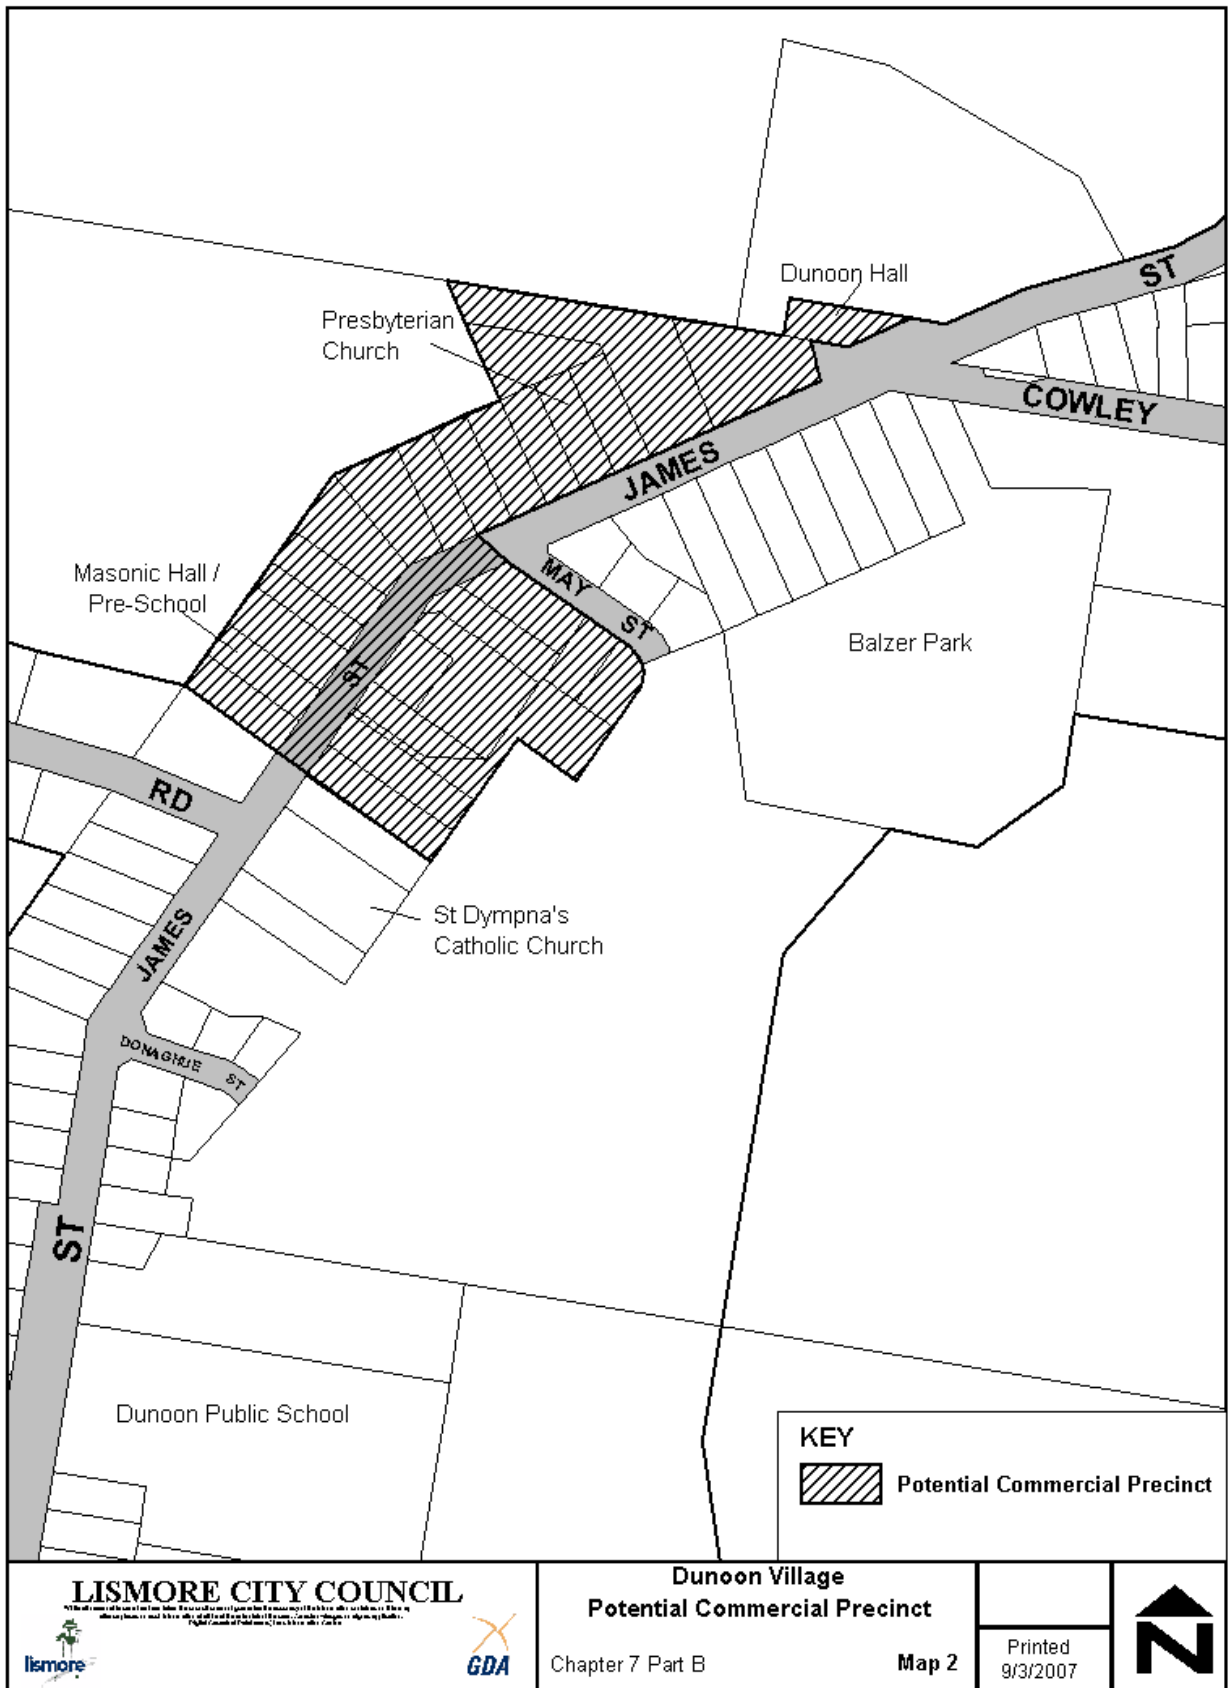 Dunoon Hall
ST
Presbyterian
Church
COWLEY
JAMES
Masonic Hall /
Pre-School
MAY ST
ST
Balzer Park
RD
St Dympna's
Catholic Church
JAMES
DONAGHUE ST
ST
Dunoon Public School
KEY
Potential Commercial Precinct
LISMORE CITY COUNCIL
lismore
GDA
Dunoon Village
Potential Commercial Precinct
Chapter 7 Part B
Map 2
Printed
9/3/2007
N